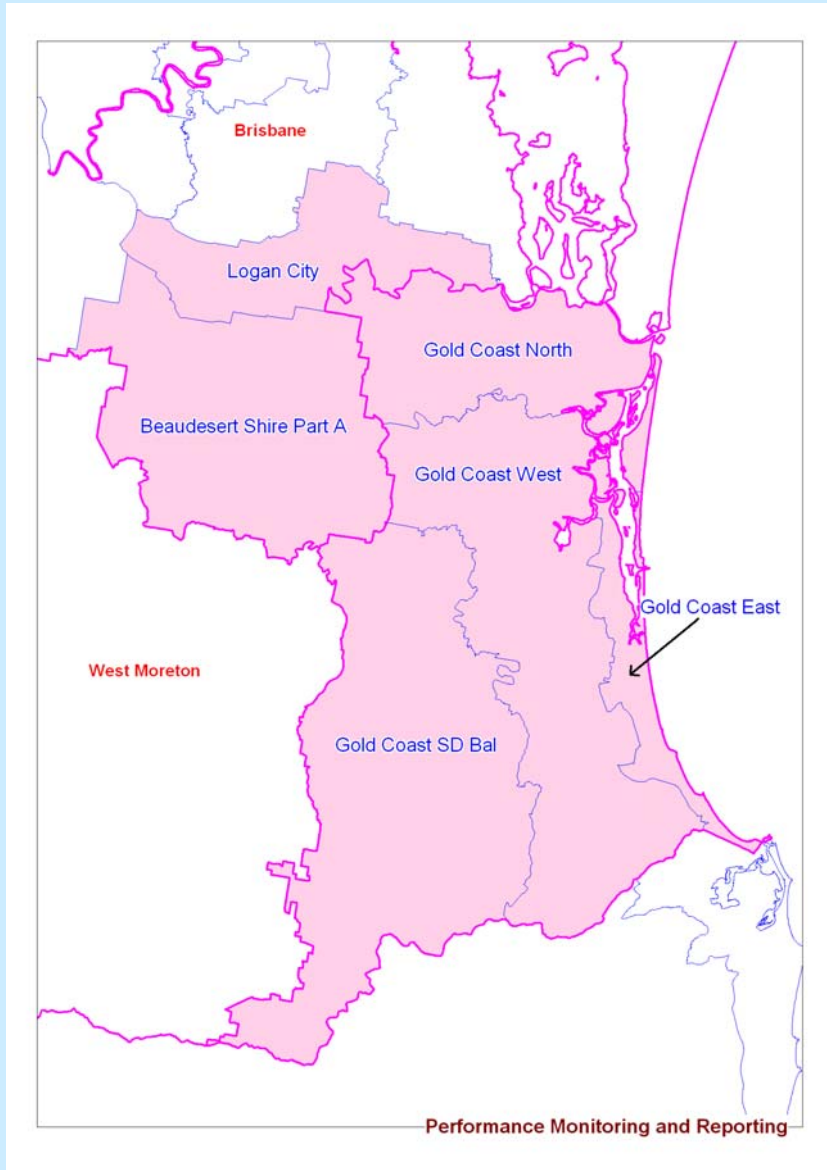 Brisbane
Logan City
Gold Coast North
Beaudesert Shire Part A
Gold Coast West
Gold Coast East
West Moreton
Gold Coast SD Bal
Performance Monitoring and Reporting